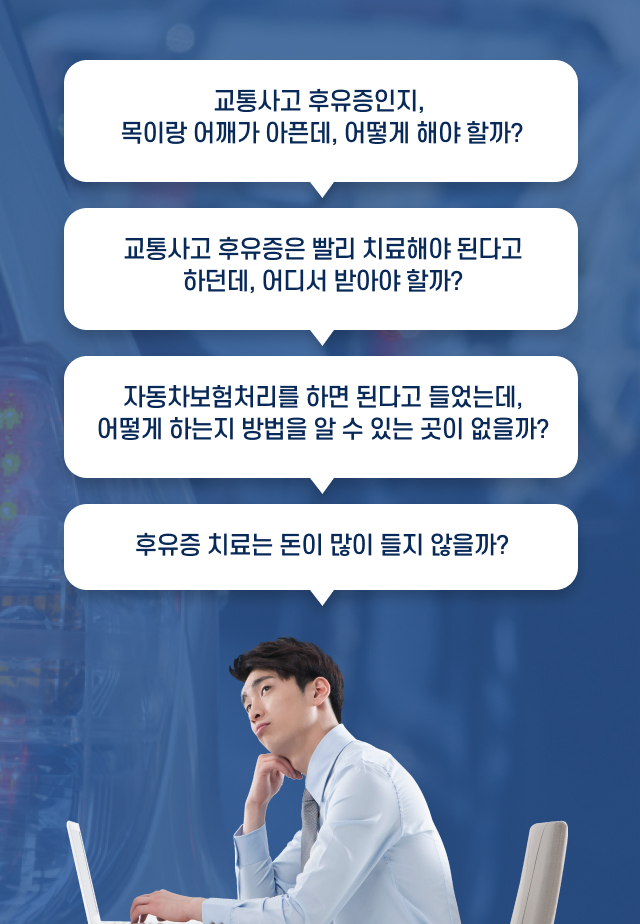 교통사고 후유증인지,
목이랑 어깨가 아픈데, 어떻게 해야 할까?
교통사고 후유증은 빨리 치료해야 된다고
하던데, 어디서 받아야 할까?
자동차보험처리를 하면 된다고 들었는데,
어떻게 하는지 방법을 알 수 있는 곳이 없을까?
후유증 치료는 돈이 많이 들지 않을까?